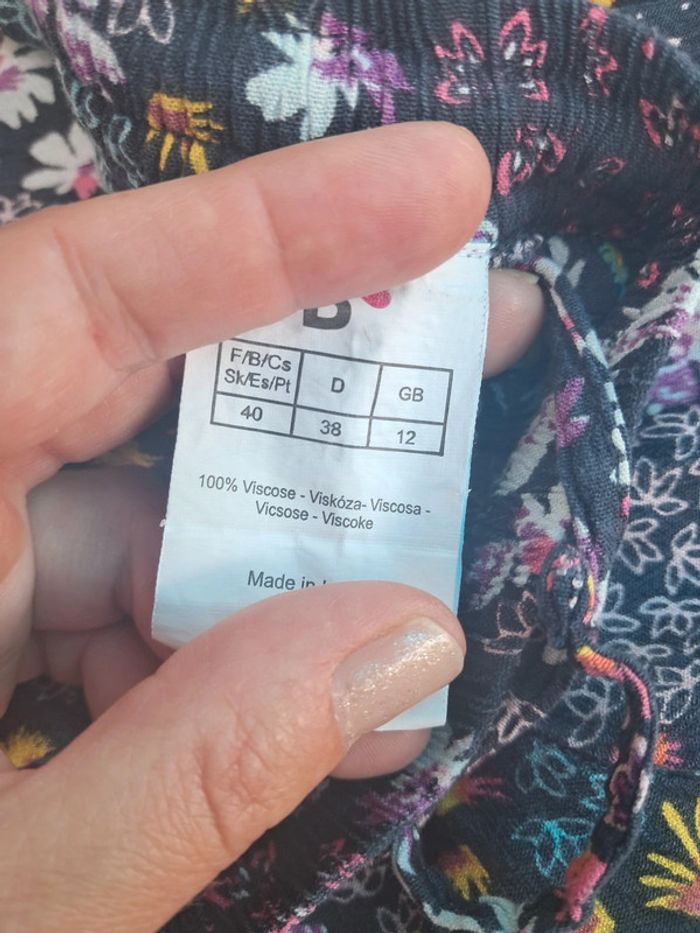 B
F/B/Cs
Sk/Es/Pt
D
GB
40
38
12
100% Viscose - Viskóza- Viscosa -
Vicsose - Viscoke
Made in